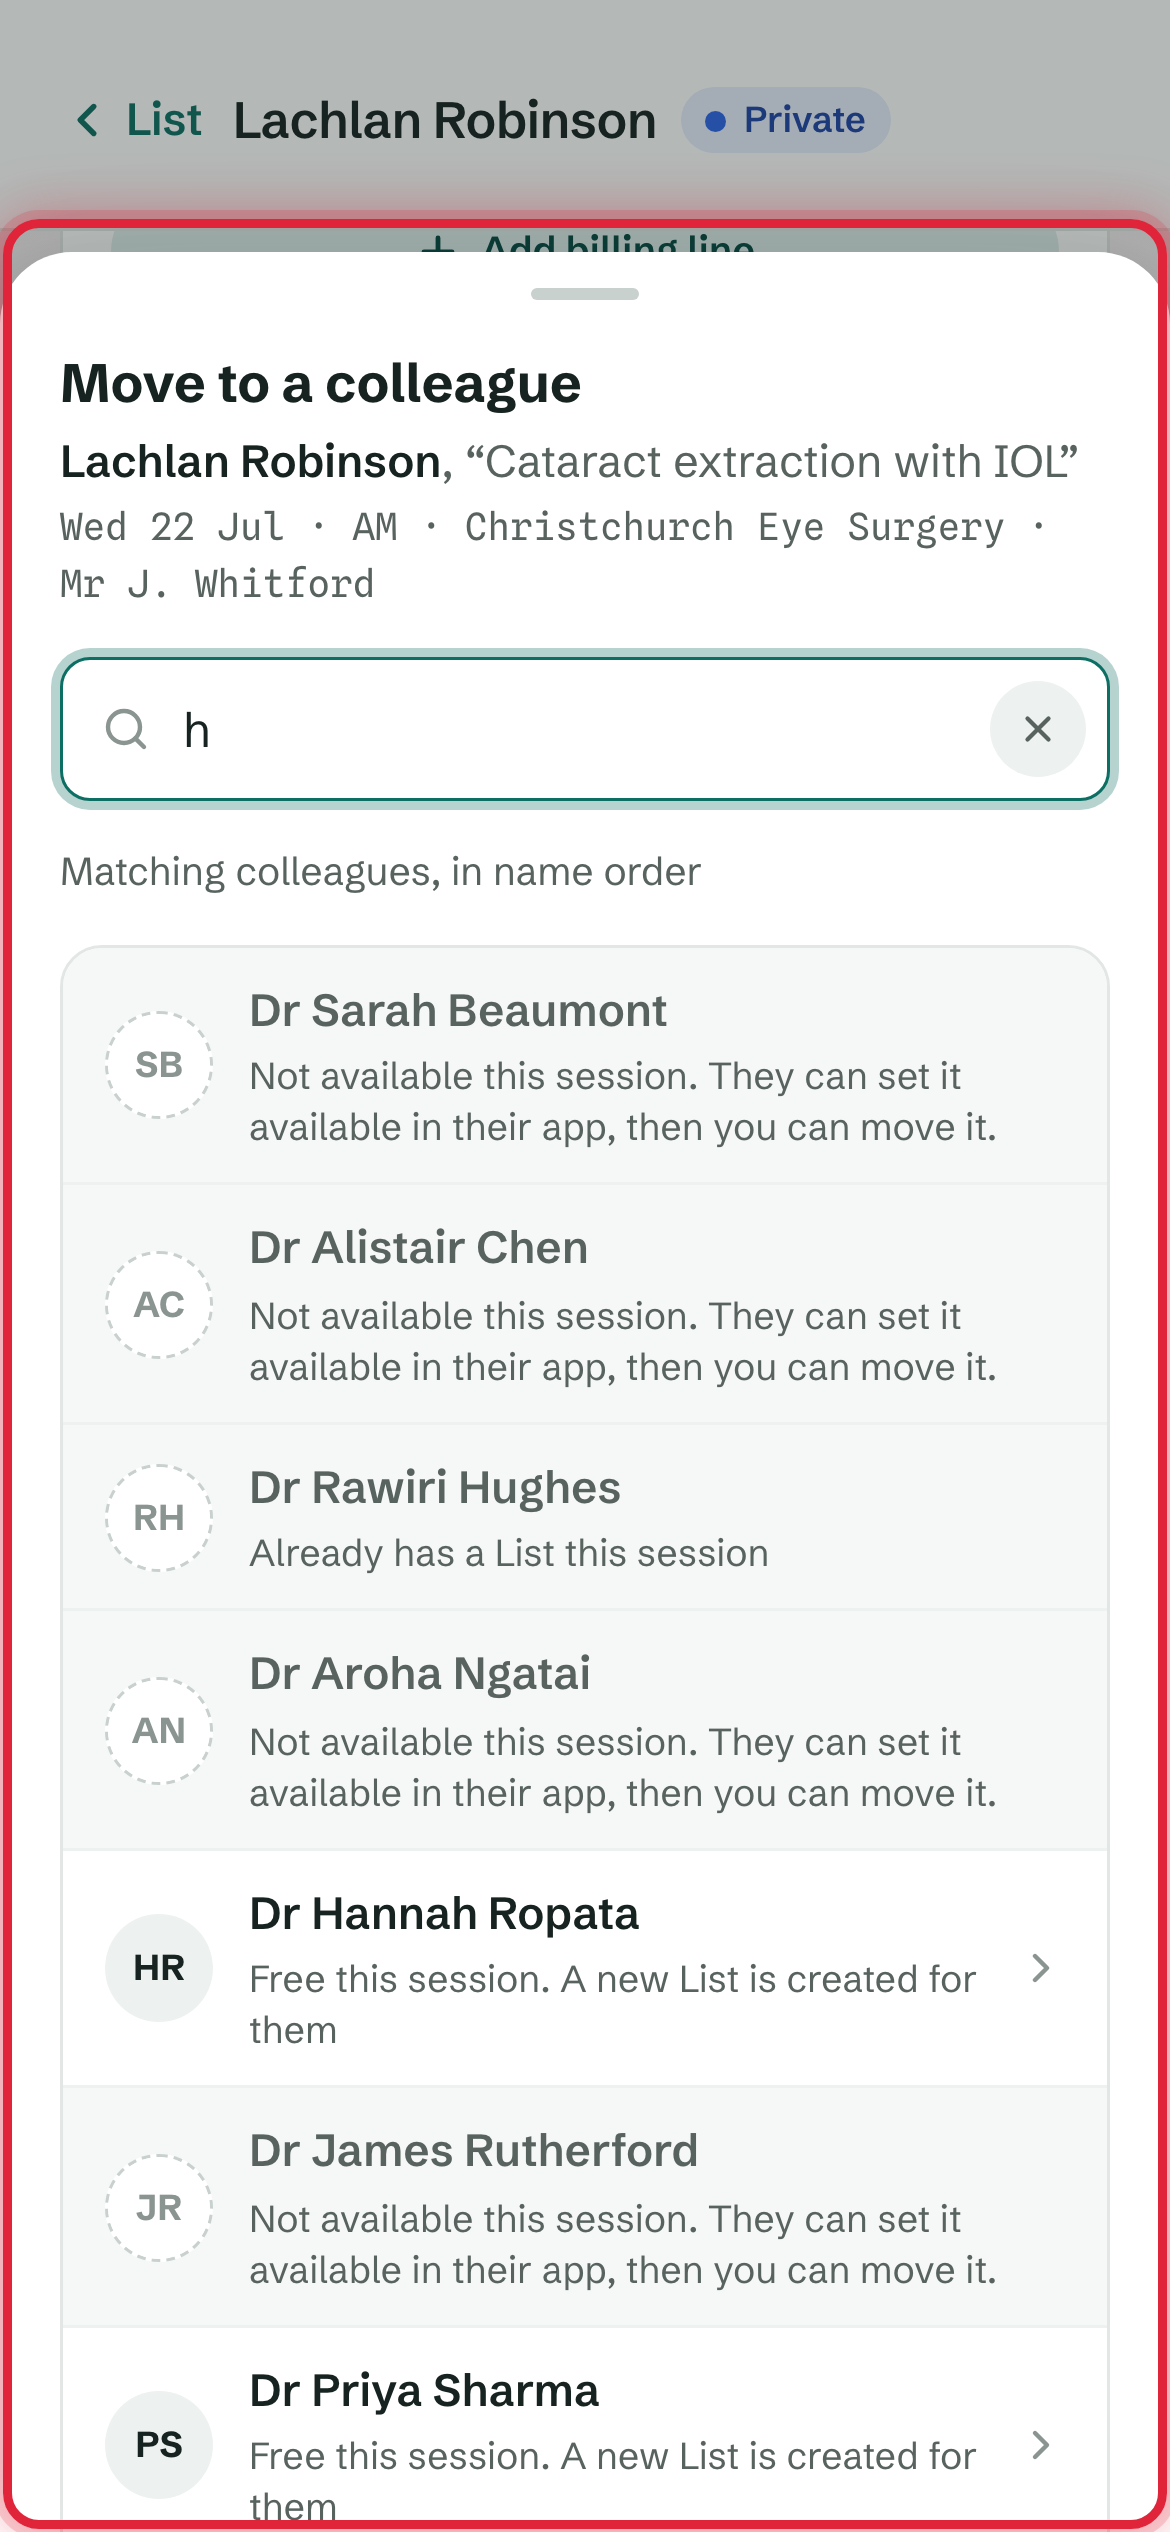 List Lachlan Robinson Private
+ Add billing line
Move to a colleague
Lachlan Robinson, “Cataract extraction with IOL”
Wed 22 Jul · AM · Christchurch Eye Surgery ·
Mr J. Whitford
h
Matching colleagues, in name order
SB
Dr Sarah Beaumont
Not available this session. They can set it
available in their app, then you can move it.
AC
Dr Alistair Chen
Not available this session. They can set it
available in their app, then you can move it.
RH
Dr Rawiri Hughes
Already has a List this session
AN
Dr Aroha Ngatai
Not available this session. They can set it
available in their app, then you can move it.
HR
Dr Hannah Ropata
Free this session. A new List is created for
them
JR
Dr James Rutherford
Not available this session. They can set it
available in their app, then you can move it.
PS
Dr Priya Sharma
Free this session. A new List is created for
them